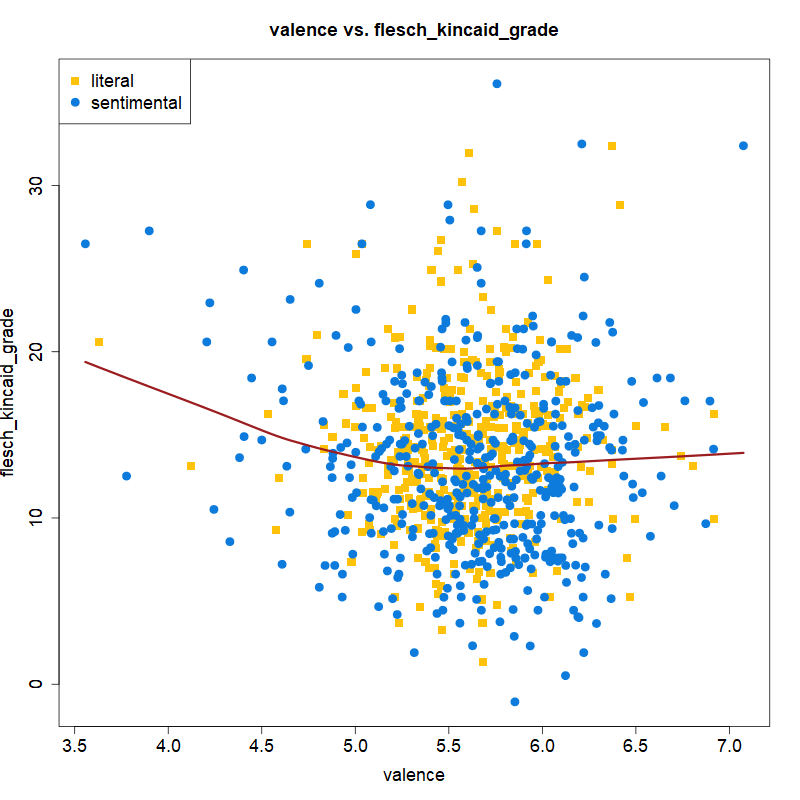 valence vs. flesch_kincaid_grade
literal
sentimental
flesch_kincaid_grade
30
20
10
0
3.5 4.0 4.5 5.0 5.5 6.0 6.5 7.0
valence